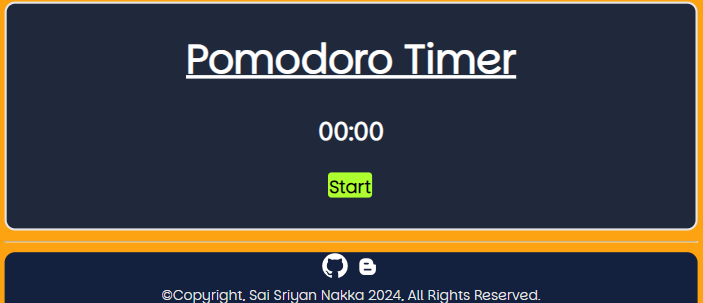 Pomodoro Timer
00:00
Start
©Copyright, Sai Sriyan Nakka 2024, All Rights Reserved.